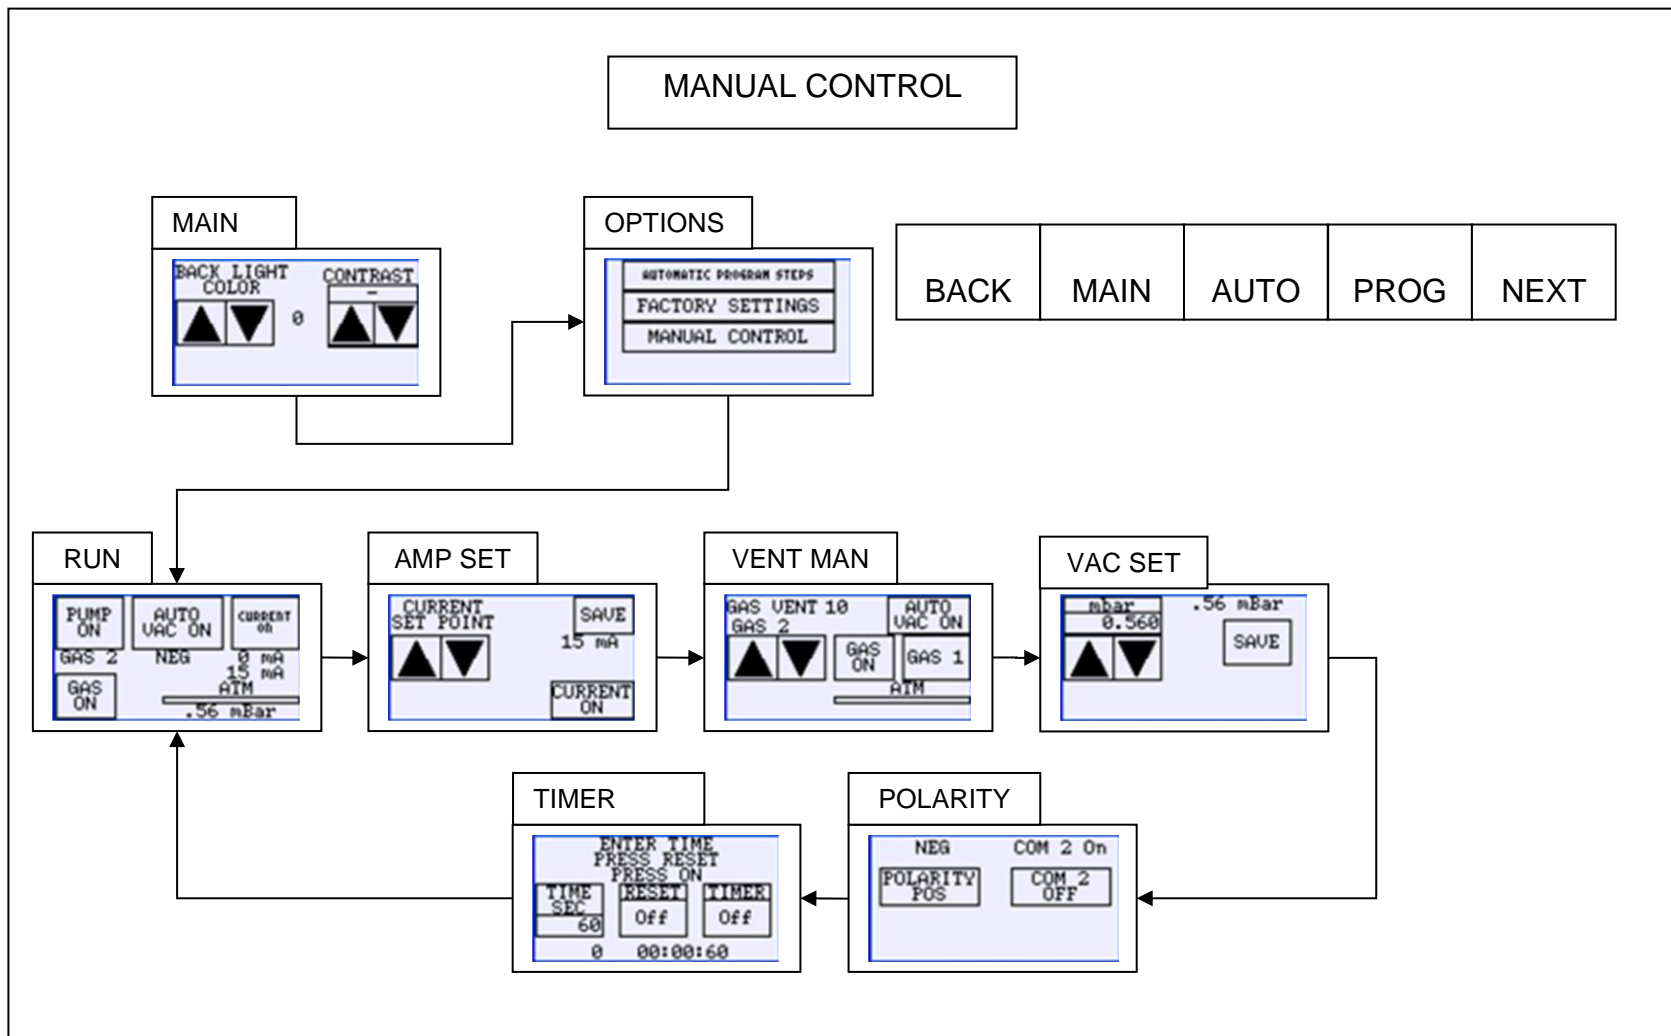 MANUAL CONTROL
MAIN
BACK LIGHT
COLOR
0
CONTRAST
-
OPTIONS
AUTOMATIC PROGRAM STEPS
FACTORY SETTINGS
MANUAL CONTROL
BACK MAIN AUTO PROG NEXT
RUN
PUMP
ON
AUTO
VAC ON
CURRENT
on
GAS 2 NEG 0 mA
15 mA
GAS
ON
ATM
.56 mBar
AMP SET
CURRENT
SET POINT
SAVE
15 mA
CURRENT
ON
VENT MAN
GAS VENT 10
GAS 2
AUTO
VAC ON
GAS
ON
GAS 1
ATM
VAC SET
mbar
0.560
.56 mBar
SAVE
TIMER
ENTER TIME
PRESS RESET
PRESS ON
TIME
SEC
60
RESET
Off
TIMER
Off
0 00:00:60
POLARITY
NEG COM 2 On
POLARITY
POS
COM 2
OFF